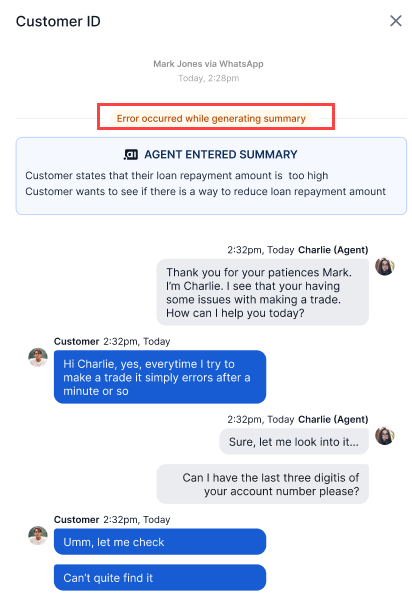 Customer ID
Mark Jones via WhatsApp
Today, 2:28pm
Error occurred while generating summary
.ai AGENT ENTERED SUMMARY
Customer states that their loan repayment amount is too high
Customer wants to see if there is a way to reduce loan repayment amount
2:32pm, Today Charlie (Agent)
Thank you for your patiences Mark.
I'm Charlie. I see that your having
some issues with making a trade.
How can I help you today?
Customer 2:32pm, Today
Hi Charlie, yes, everytime I try to
make a trade it simply errors after a
minute or so
2:32pm, Today Charlie (Agent)
Sure, let me look into it...
Can I have the last three digitis of
your account number please?
Customer 2:32pm, Today
Umm, let me check
Can't quite find it